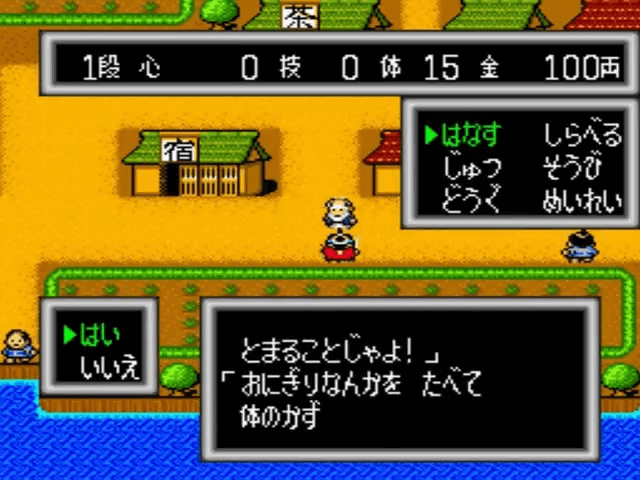 茶
1段 心 0 技 0 体 15 金 100両
▶はなす しらべる
じゅつ そうび
どうぐ めいれい
宿
▶はい
いいえ
とまることじゃよ!」
「おにぎりなんかを たべて
体のかず